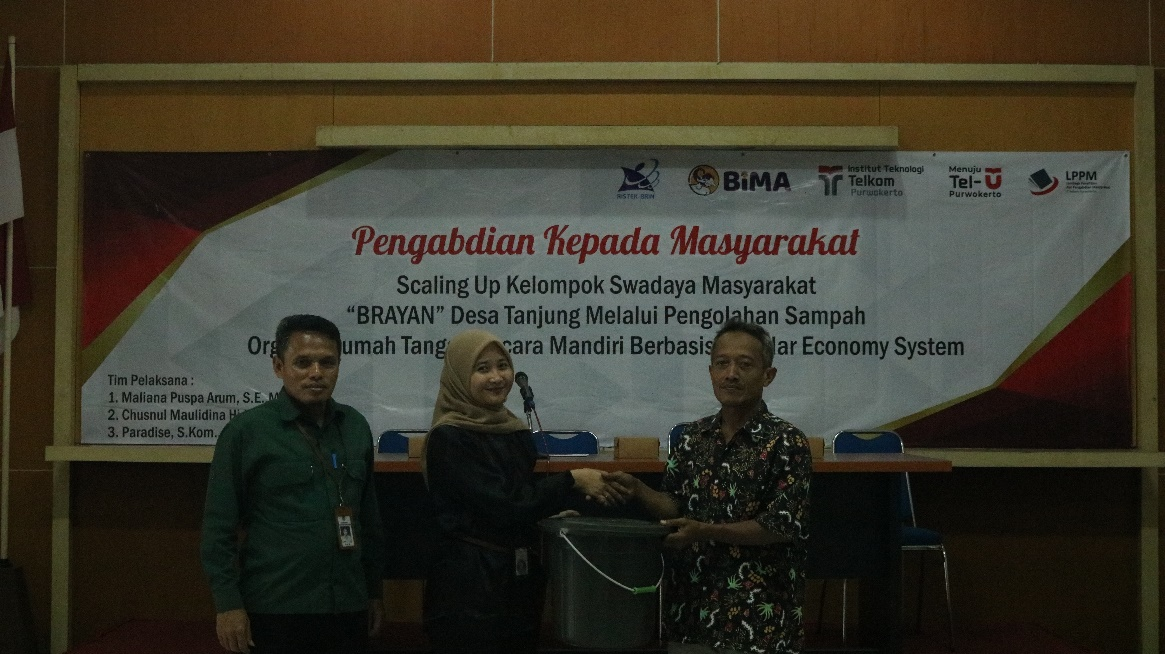 RISTEK-BRIN
BIMA
Institut Teknologi
Telkom
Purwokerto
Menuju
Tel-U
Purwokerto
LPPM
Pengabdian Kepada Masyarakat
Scaling Up Kelompok Swadaya Masyarakat
“BRAYAN” Desa Tanjung Melalui Pengolahan Sampah
umah Tang cara Mandiri Berbasis lar Economy System
Tim Pelaksana :
1. Maliana Puspa Arum, S.E.
2. Chusnul Maulidina
3. Paradise, S.Kom.